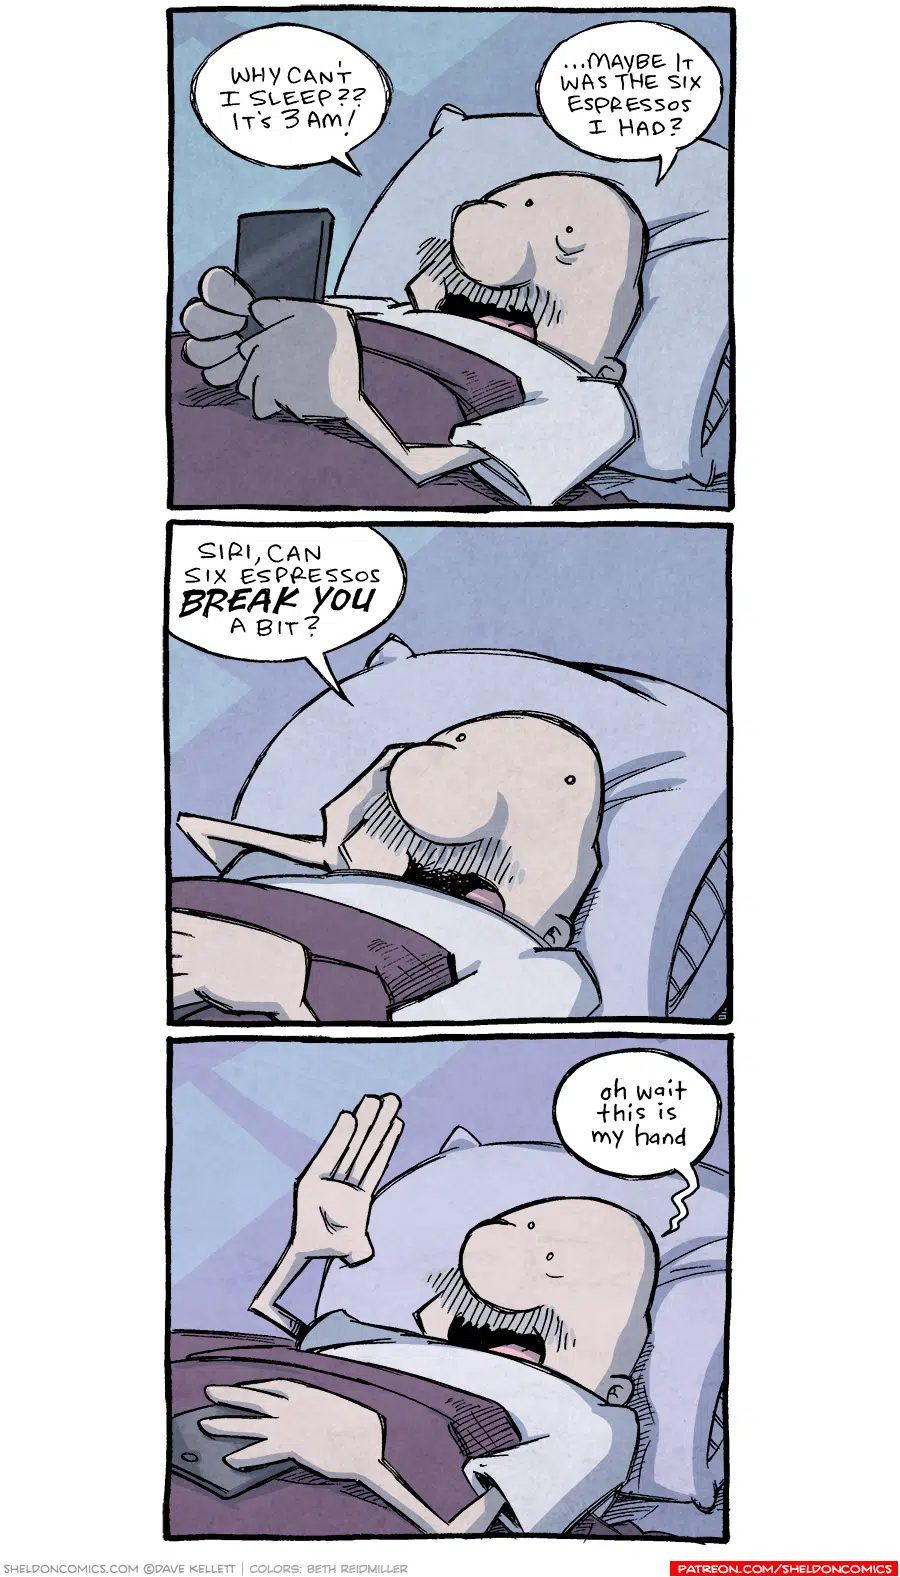 WHY CAN'T
I SLEEP??
IT'S 3 AM!
...MAYBE IT
WAS THE SIX
ESPRESSOS
I HAD?
SIRI, CAN
SIX ESPRESSOS
BREAK YOU
A BIT?
oh wait
this is
my hand
SHELDONCOMICS.COM ©DAVE KELLETT | COLORS: BETH REIDMILLER
PATREON.COM/SHELDONCOMICS